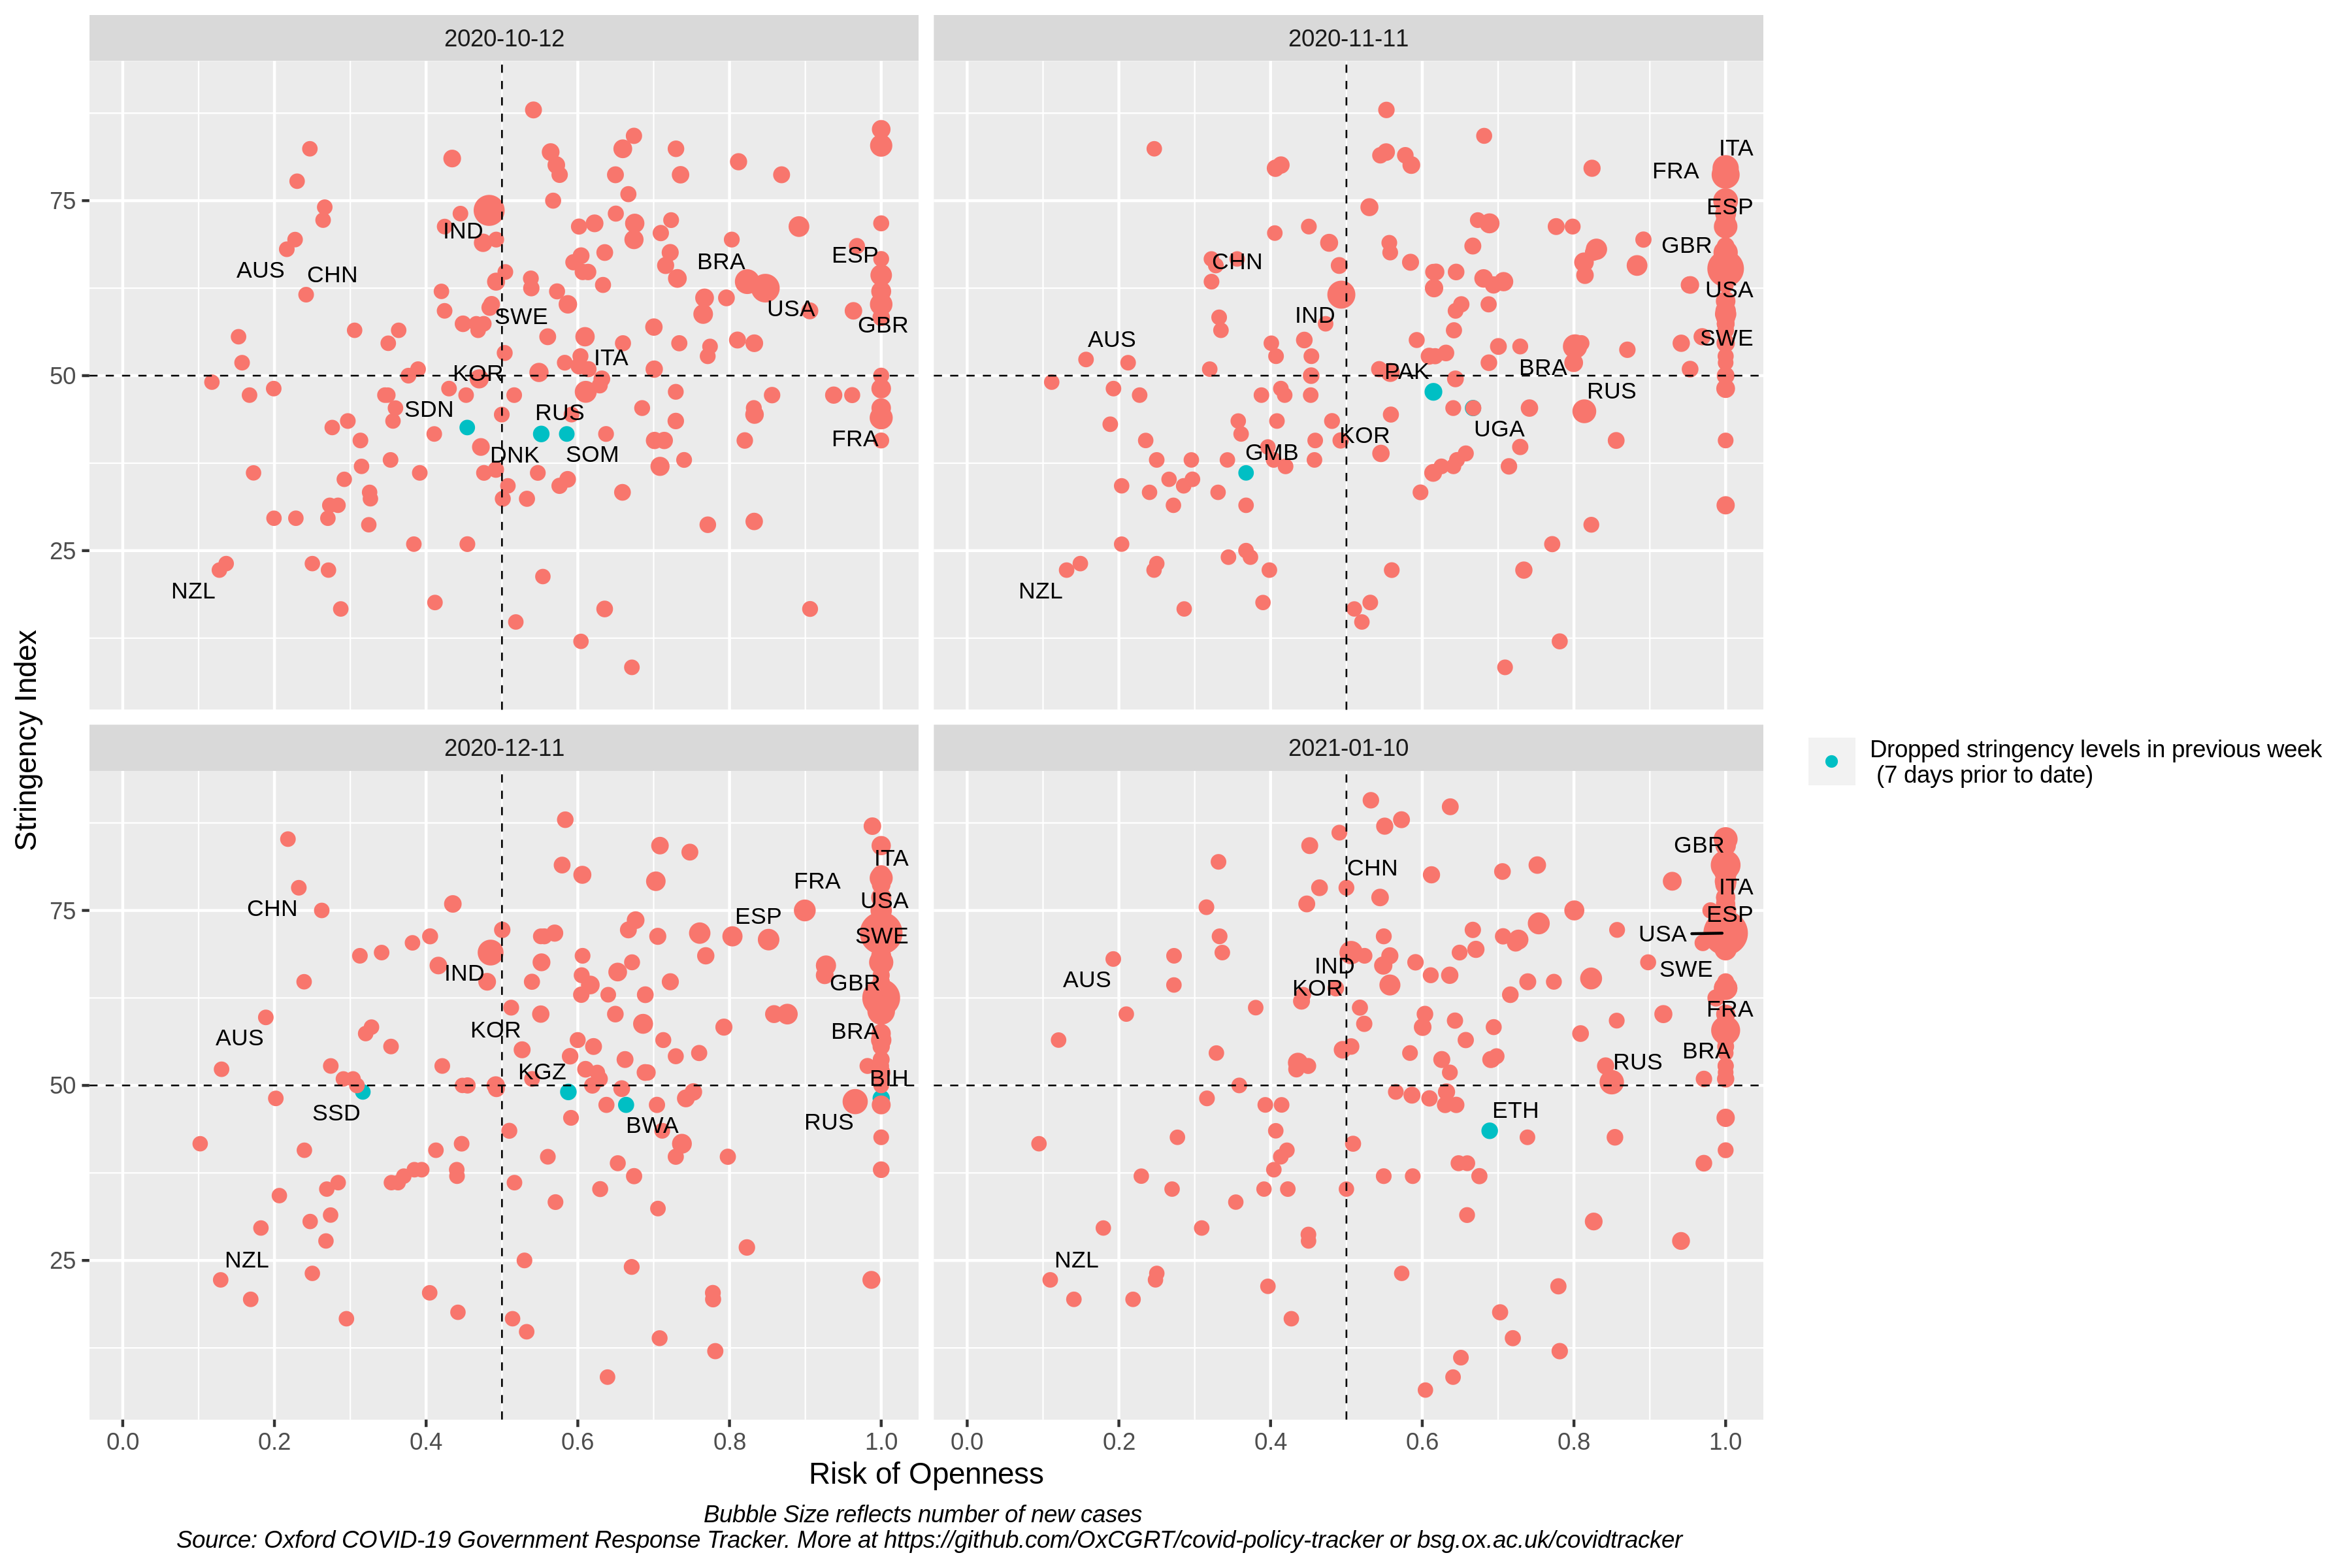 2020-10-12
2020-11-11
Stringency Index
75
50
25
AUS
CHN
IND
SWE
KOR
SDN
DNK
RUS
SOM
ITA
BRA
USA
ESP
GBR
FRA
NZL
ITA
FRA
ESP
GBR
USA
SWE
CHN
IND
AUS
PAK
BRA
RUS
UGA
KOR
GMB
NZL
2020-12-11
2021-01-10
75
50
25
CHN
AUS
IND
KOR
KGZ
SSD
BWA
NZL
FRA
ESP
ITA
USA
SWE
GBR
BRA
BIH
RUS
GBR
CHN
ITA
ESP
USA
SWE
IND
KOR
AUS
FRA
BRA
RUS
ETH
NZL
0.0
0.2
0.4
0.6
0.8
1.0
0.0
0.2
0.4
0.6
0.8
1.0
Risk of Openness
Dropped stringency levels in previous week
(7 days prior to date)
Bubble Size reflects number of new cases
Source: Oxford COVID-19 Government Response Tracker. More at https://github.com/OxCGRT/covid-policy-tracker or bsg.ox.ac.uk/covidtracker